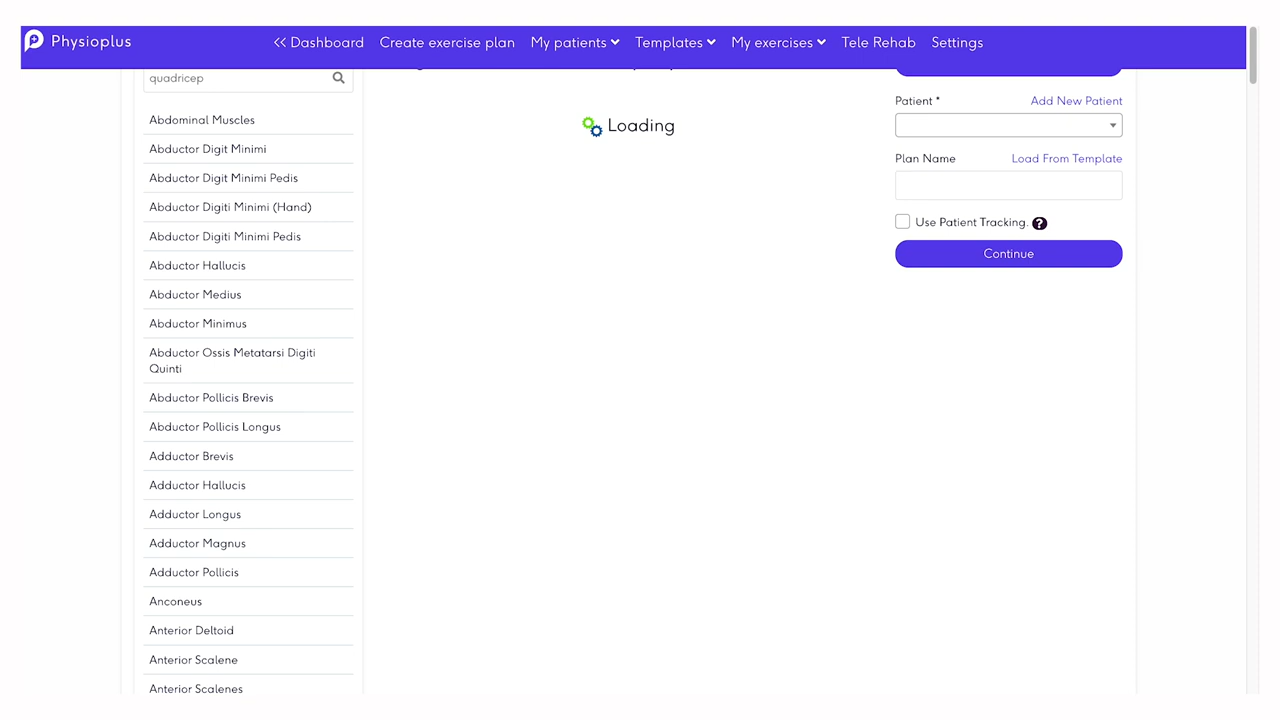 Physioplus
<< Dashboard Create exercise plan My patients Templates My exercises Tele Rehab Settings
quadricep
Abdominal Muscles
Abductor Digit Minimi
Abductor Digit Minimi Pedis
Abductor Digiti Minimi (Hand)
Abductor Digiti Minimi Pedis
Abductor Hallucis
Abductor Medius
Abductor Minimus
Abductor Ossis Metatarsi Digiti
Quinti
Abductor Pollicis Brevis
Abductor Pollicis Longus
Adductor Brevis
Adductor Hallucis
Adductor Longus
Adductor Magnus
Adductor Pollicis
Anconeus
Anterior Deltoid
Anterior Scalene
Anterior Scalenes
Loading
Patient * Add New Patient
Plan Name Load From Template
Use Patient Tracking. ?
Continue